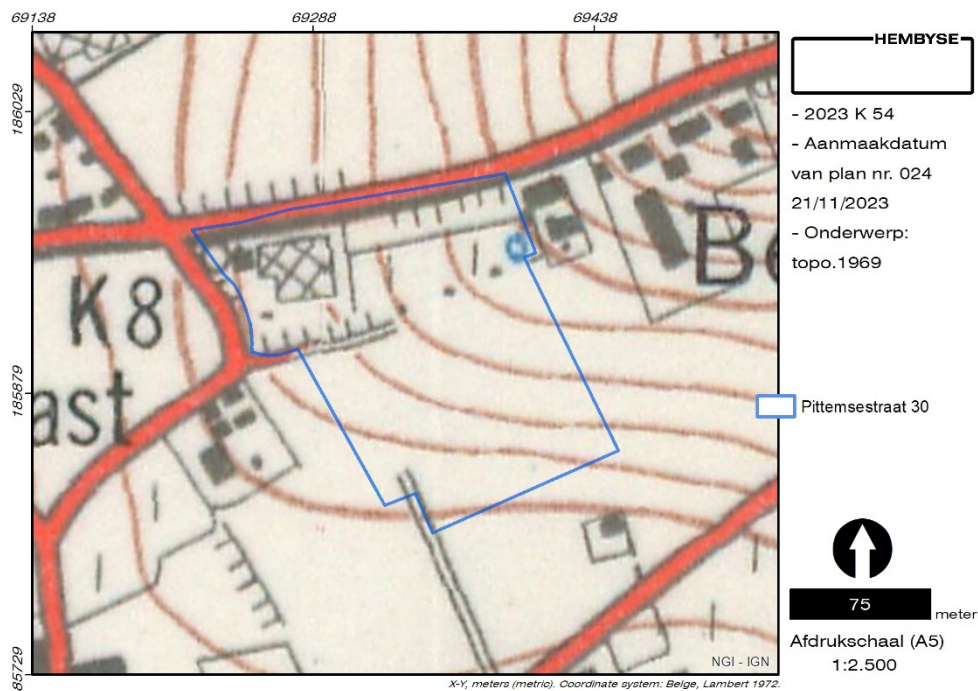 69138 69288 69438
HEMBYSE
186029
- 2023 K 54
- Aanmaakdatum
van plan nr. 024
21/11/2023
- Onderwerp:
topo.1969
Be
K8
185879
Pittemsestraat 30
ast
75 meter
Afdrukschaal (A5)
1:2.500
85729
NGI - IGN
X-Y, meters (metric). Coordinate system: Belge, Lambert 1972.